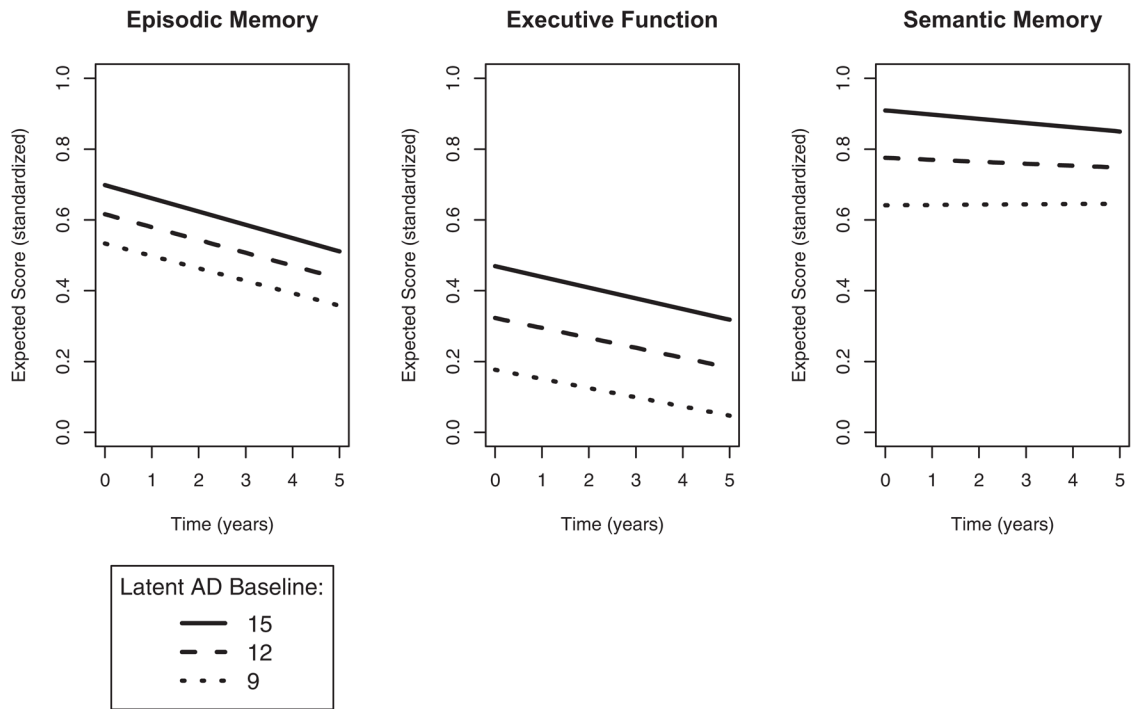 Episodic Memory
Executive Function
Semantic Memory
Expected Score (standardized)
0.0 0.2 0.4 0.6 0.8 1.0
0 1 2 3 4 5
Time (years)
Expected Score (standardized)
0.0 0.2 0.4 0.6 0.8 1.0
0 1 2 3 4 5
Time (years)
Expected Score (standardized)
0.0 0.2 0.4 0.6 0.8 1.0
0 1 2 3 4 5
Time (years)
Latent AD Baseline:
15
12
9